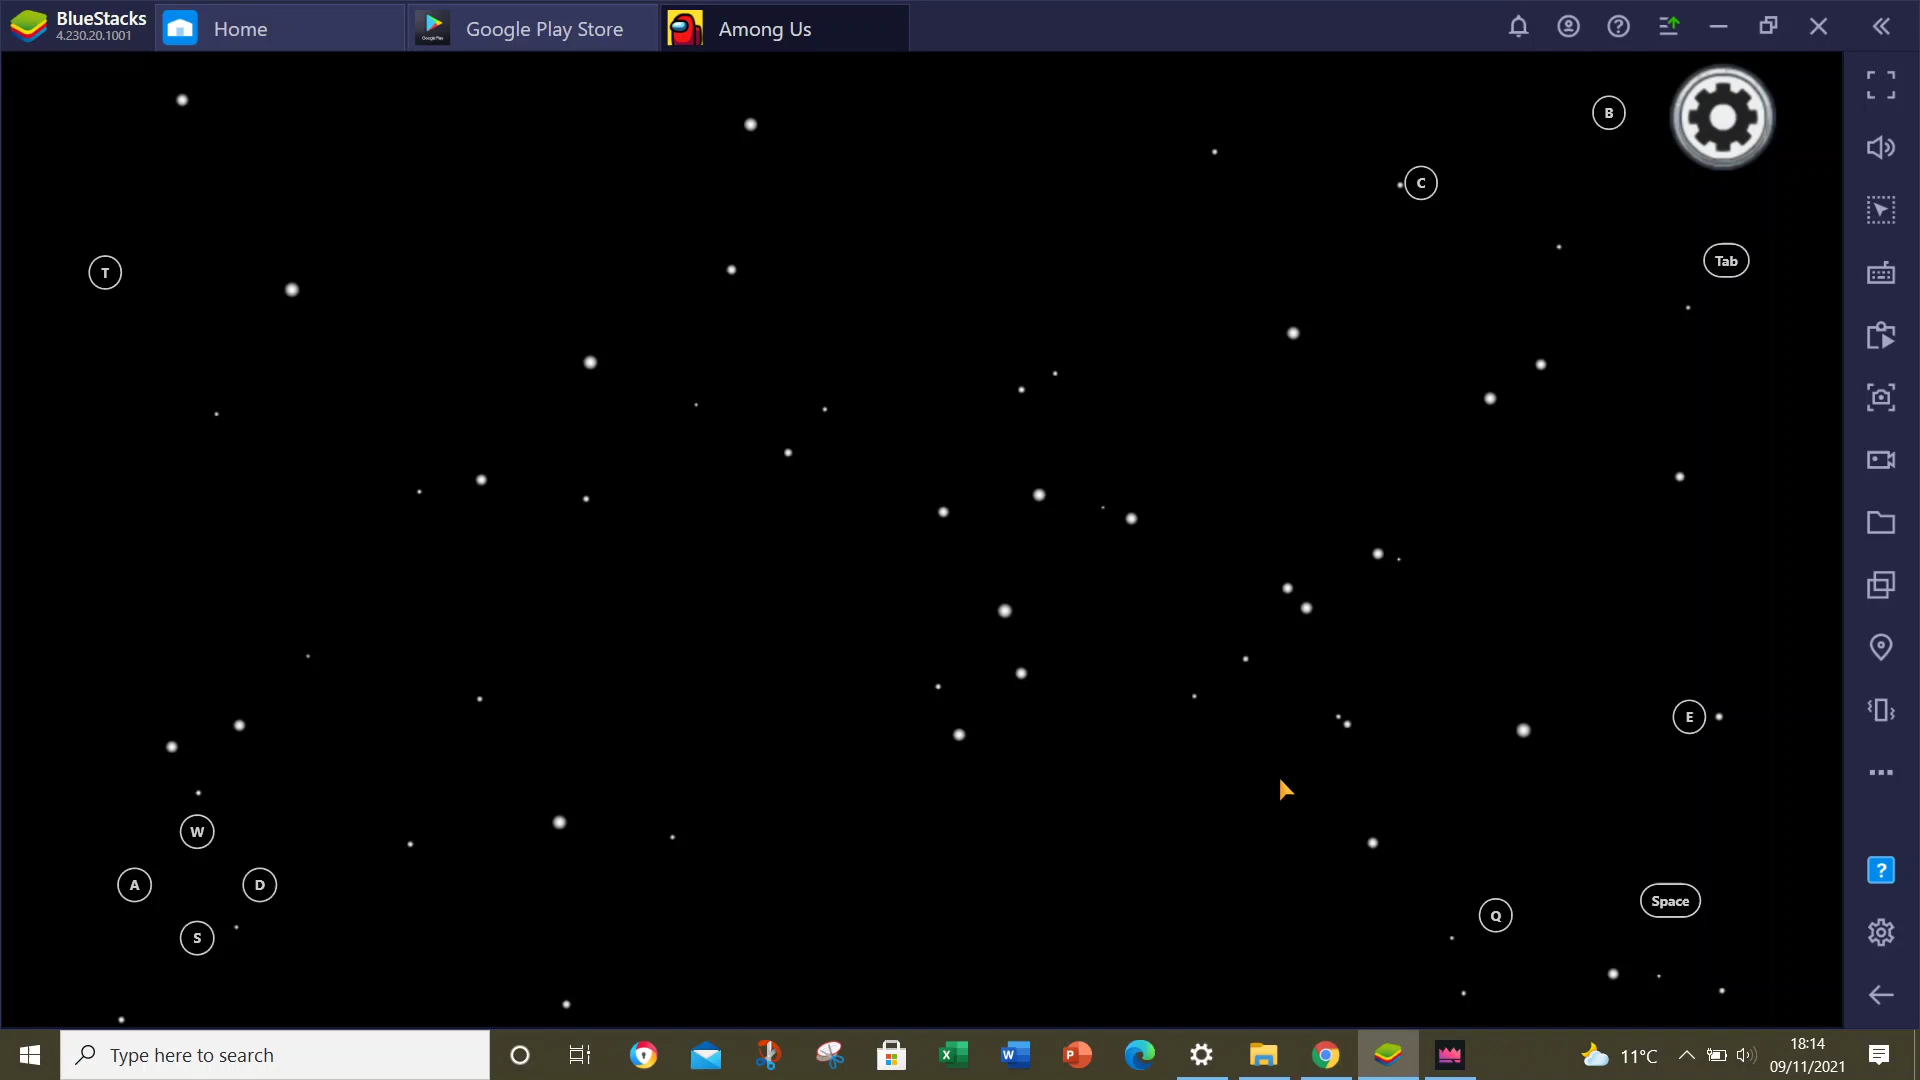 BlueStacks
4.230.20.1001
Home
Google Play Store
Among Us
B
C
T
Tab
E
W
A
D
S
Q
Space
Type here to search
11°C
18:14
09/11/2021